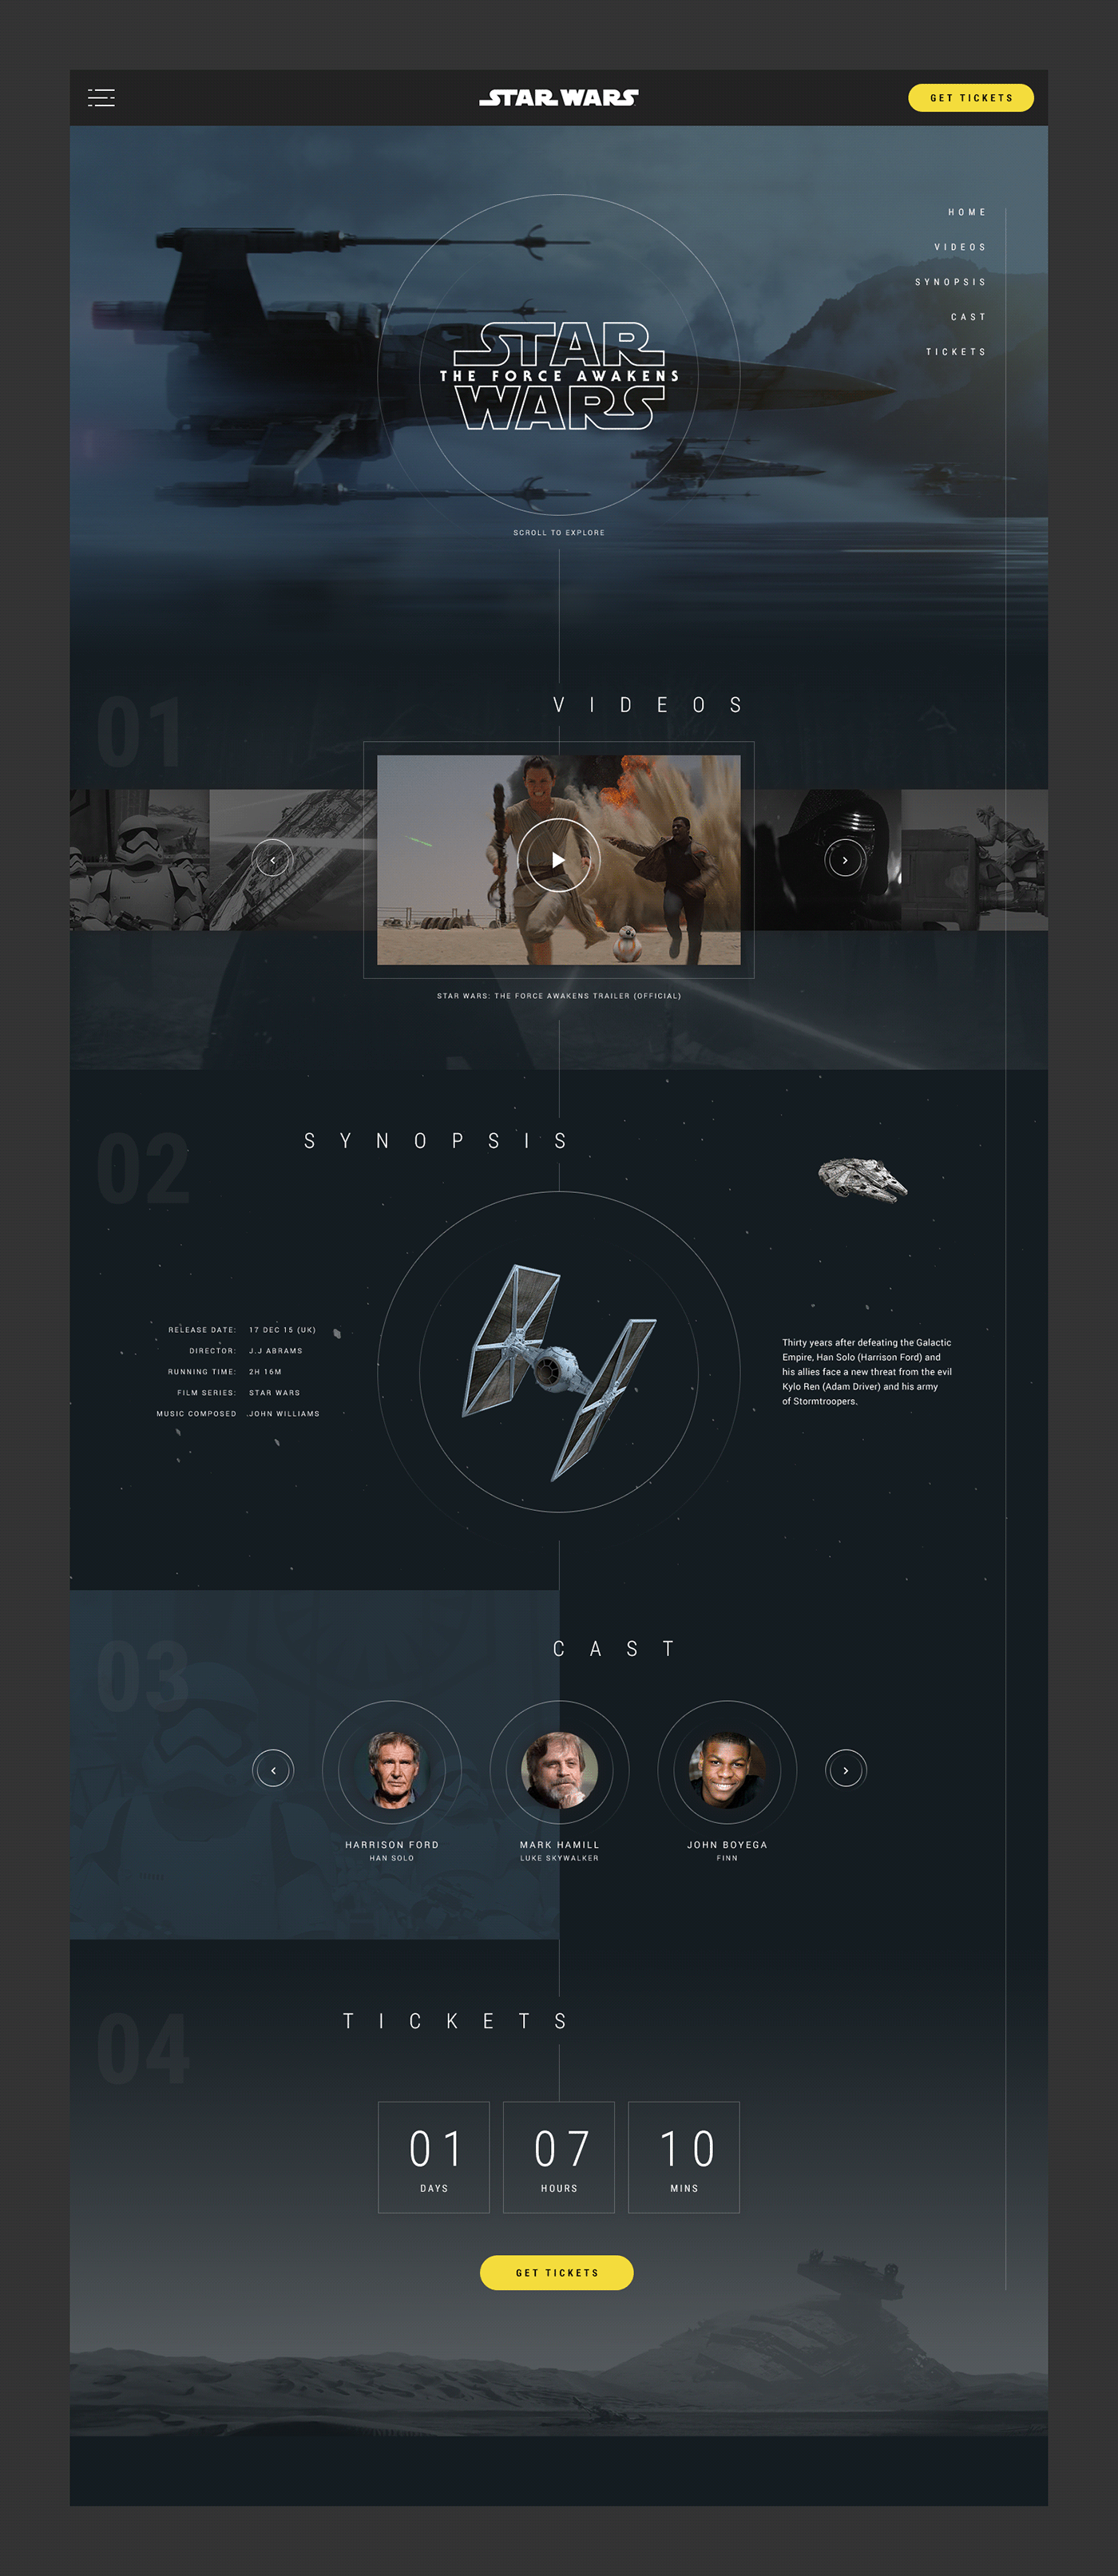 STAR WARS
GET TICKETS
HOME
VIDEOS
SYNOPSIS
CAST
TICKETS
STAR
THE FORCE AWAKENS
WARS
SCROLL TO EXPLORE
01
VIDEOS
STAR WARS: THE FORCE AWAKENS TRAILER (OFFICIAL)
02
SYNOPSIS
RELEASE DATE: 17 DEC 15 (UK)
DIRECTOR: J.J ABRAMS
RUNNING TIME: 2H 16M
FILM SERIES: STAR WARS
MUSIC COMPOSED JOHN WILLIAMS
Thirty years after defeating the Galactic
Empire, Han Solo (Harrison Ford) and
his allies face a new threat from the evil
Kylo Ren (Adam Driver) and his army
of Stormtroopers.
03
CAST
HARRISON FORD
HAN SOLO
MARK HAMILL
LUKE SKYWALKER
JOHN BOYEGA
FINN
04
TICKETS
01
DAYS
07
HOURS
10
MINS
GET TICKETS